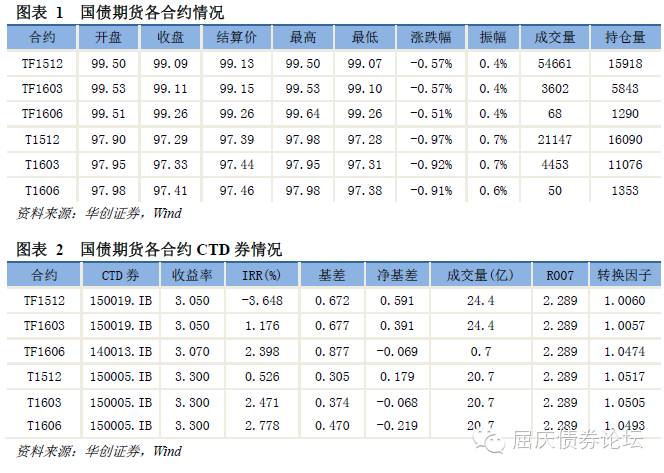 图表 1 国债期货各合约情况
合约 开盘 收盘 结算价 最高 最低 涨跌幅 振幅 成交量 持仓量
TF1512 99.50 99.09 99.13 99.50 99.07 -0.57% 0.4% 54661 15918
TF1603 99.53 99.11 99.15 99.53 99.10 -0.57% 0.4% 3602 5843
TF1606 99.51 99.26 99.26 99.64 99.26 -0.51% 0.4% 68 1290
T1512 97.90 97.29 97.39 97.98 97.28 -0.97% 0.7% 21147 16090
T1603 97.95 97.33 97.44 97.95 97.31 -0.92% 0.7% 4453 11076
T1606 97.98 97.41 97.46 97.98 97.38 -0.91% 0.6% 50 1353
资料来源：华创证券，Wind
图表 2 国债期货各合约 CTD 券情况
合约 CTD 券 收益率 IRR(%) 基差 净基差 成交量(亿) R007 转换因子
TF1512 150019.IB 3.050 -3.648 0.672 0.591 24.4 2.289 1.0060
TF1603 150019.IB 3.050 1.176 0.677 0.391 24.4 2.289 1.0057
TF1606 140013.IB 3.070 2.398 0.877 -0.069 0.7 2.289 1.0474
T1512 150005.IB 3.300 0.526 0.305 0.179 20.7 2.289 1.0517
T1603 150005.IB 3.300 2.471 0.374 -0.068 20.7 2.289 1.0505
T1606 150005.IB 3.300 2.778 0.470 -0.219 20.7 2.289 1.0493
资料来源：华创证券，Wind
屈庆债券论坛